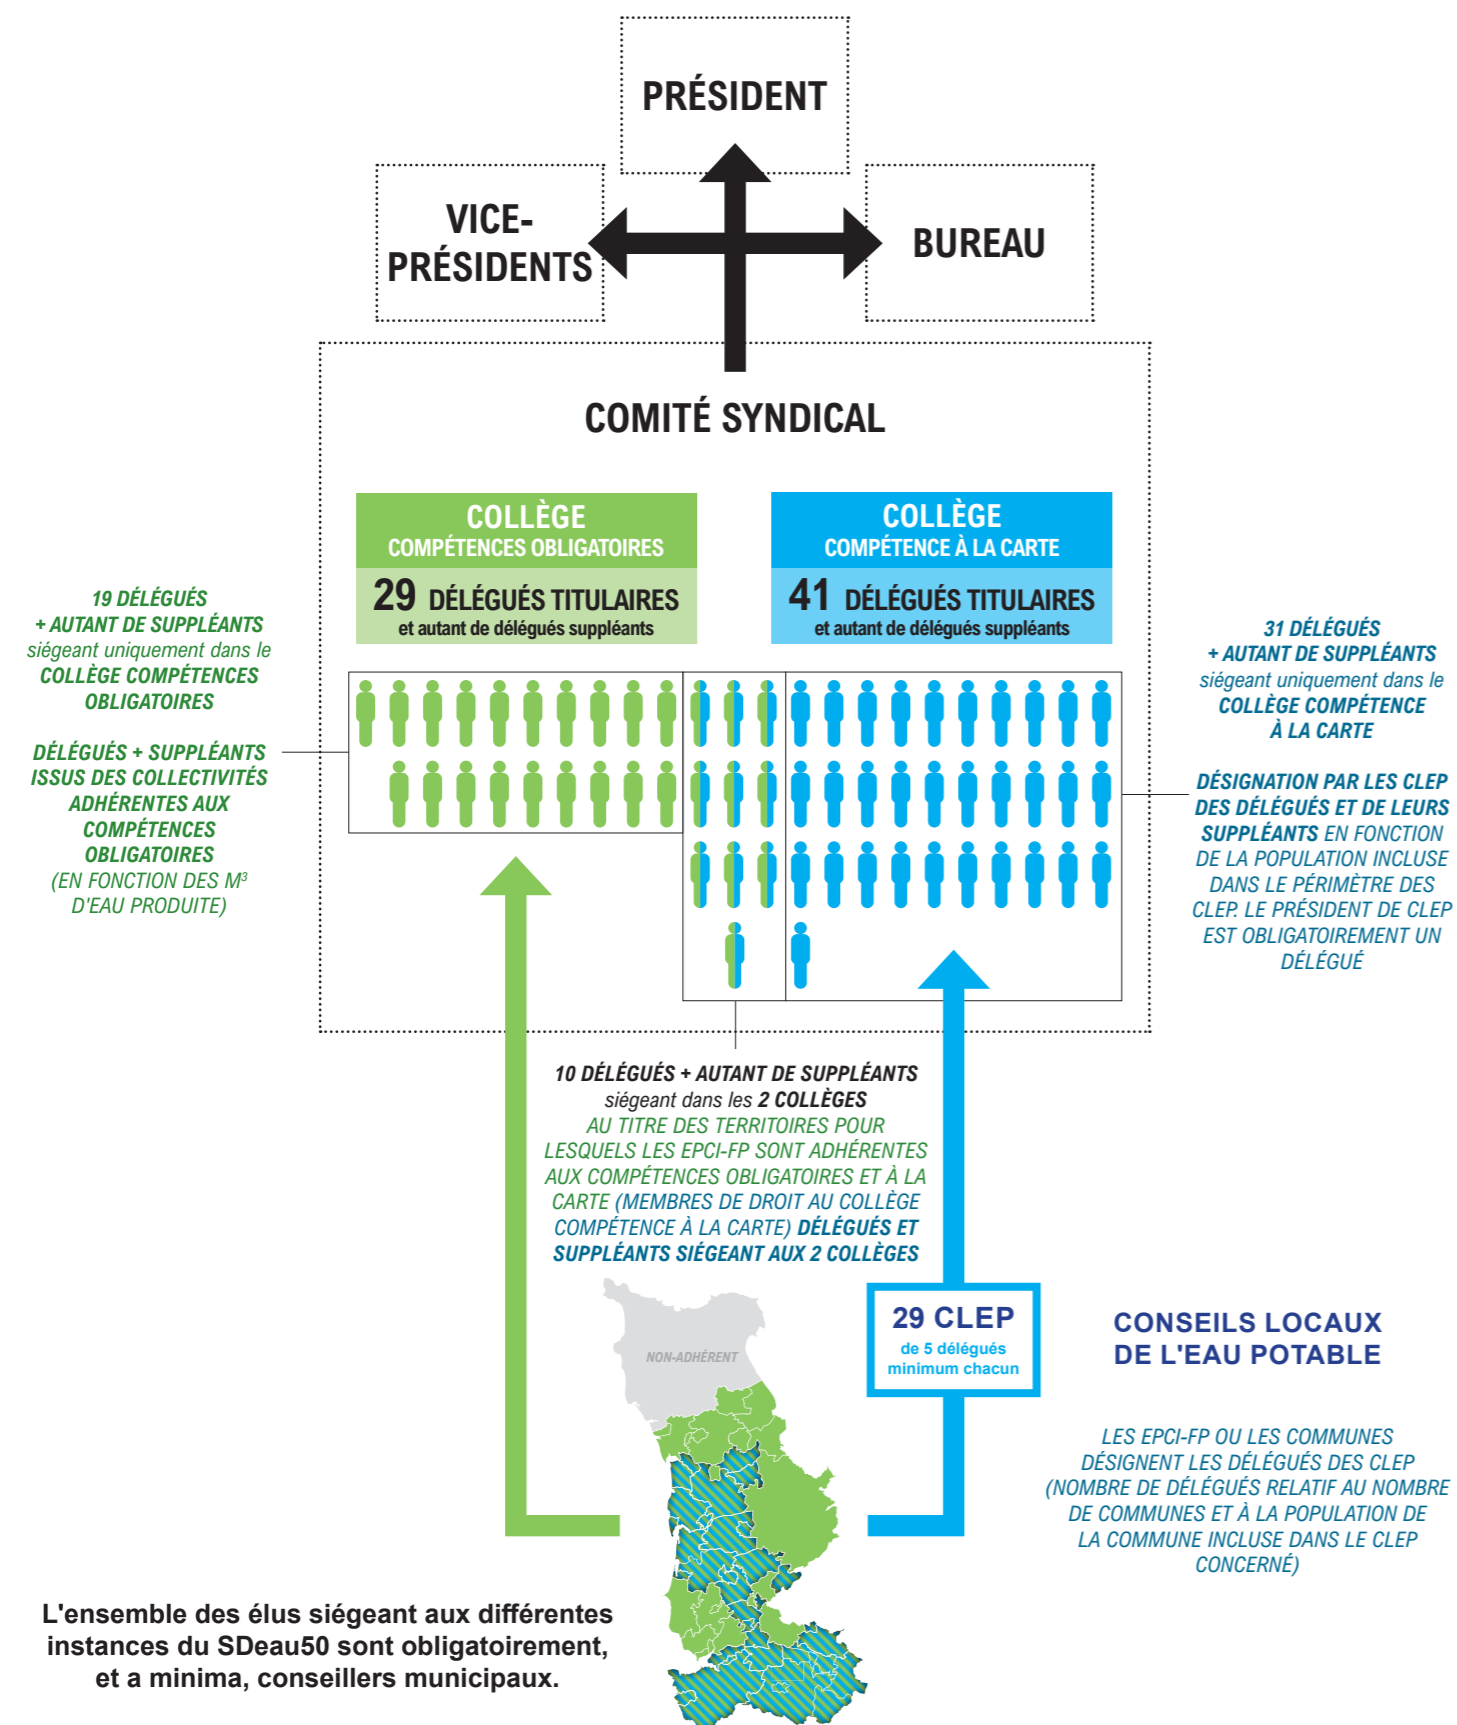 PRÉSIDENT
VICE-
PRÉSIDENTS
BUREAU
COMITÉ SYNDICAL
COLLÈGE
COMPÉTENCES OBLIGATOIRES
29 DÉLÉGUÉS TITULAIRES
et autant de délégués suppléants
COLLÈGE
COMPÉTENCE À LA CARTE
41 DÉLÉGUÉS TITULAIRES
et autant de délégués suppléants
19 DÉLÉGUÉS
+ AUTANT DE SUPPLÉANTS
siégeant uniquement dans le
COLLÈGE COMPÉTENCES
OBLIGATOIRES
DÉLÉGUÉS + SUPPLÉANTS
ISSUS DES COLLECTIVITÉS
ADHÉRENTES AUX
COMPÉTENCES
OBLIGATOIRES
(EN FONCTION DES M³
D'EAU PRODUITE)
31 DÉLÉGUÉS
+ AUTANT DE SUPPLÉANTS
siégeant uniquement dans le
COLLÈGE COMPÉTENCE
À LA CARTE
DÉSIGNATION PAR LES CLEP
DES DÉLÉGUÉS ET DE LEURS
SUPPLÉANTS EN FONCTION
DE LA POPULATION INCLUSE
DANS LE PÉRIMÈTRE DES
CLEP. LE PRÉSIDENT DE CLEP
EST OBLIGATOIREMENT UN
DÉLÉGUÉ
10 DÉLÉGUÉS + AUTANT DE SUPPLÉANTS
siégeant dans les 2 COLLÈGES
AU TITRE DES TERRITOIRES POUR
LESQUELS LES EPCI-FP SONT ADHÉRENTES
AUX COMPÉTENCES OBLIGATOIRES ET À LA
CARTE (MEMBRES DE DROIT AU COLLÈGE
COMPÉTENCE À LA CARTE) DÉLÉGUÉS ET
SUPPLÉANTS SIÉGEANT AUX 2 COLLÈGES
NON-ADHÉRENT
29 CLEP
de 5 délégués
minimum chacun
CONSEILS LOCAUX
DE L'EAU POTABLE
LES EPCI-FP OU LES COMMUNES
DÉSIGNENT LES DÉLÉGUÉS DES CLEP
(NOMBRE DE DÉLÉGUÉS RELATIF AU NOMBRE
DE COMMUNES ET À LA POPULATION DE
LA COMMUNE INCLUSE DANS LE CLEP
CONCERNÉ)
L'ensemble des élus siégeant aux différentes
instances du SDeau50 sont obligatoirement,
et a minima, conseillers municipaux.